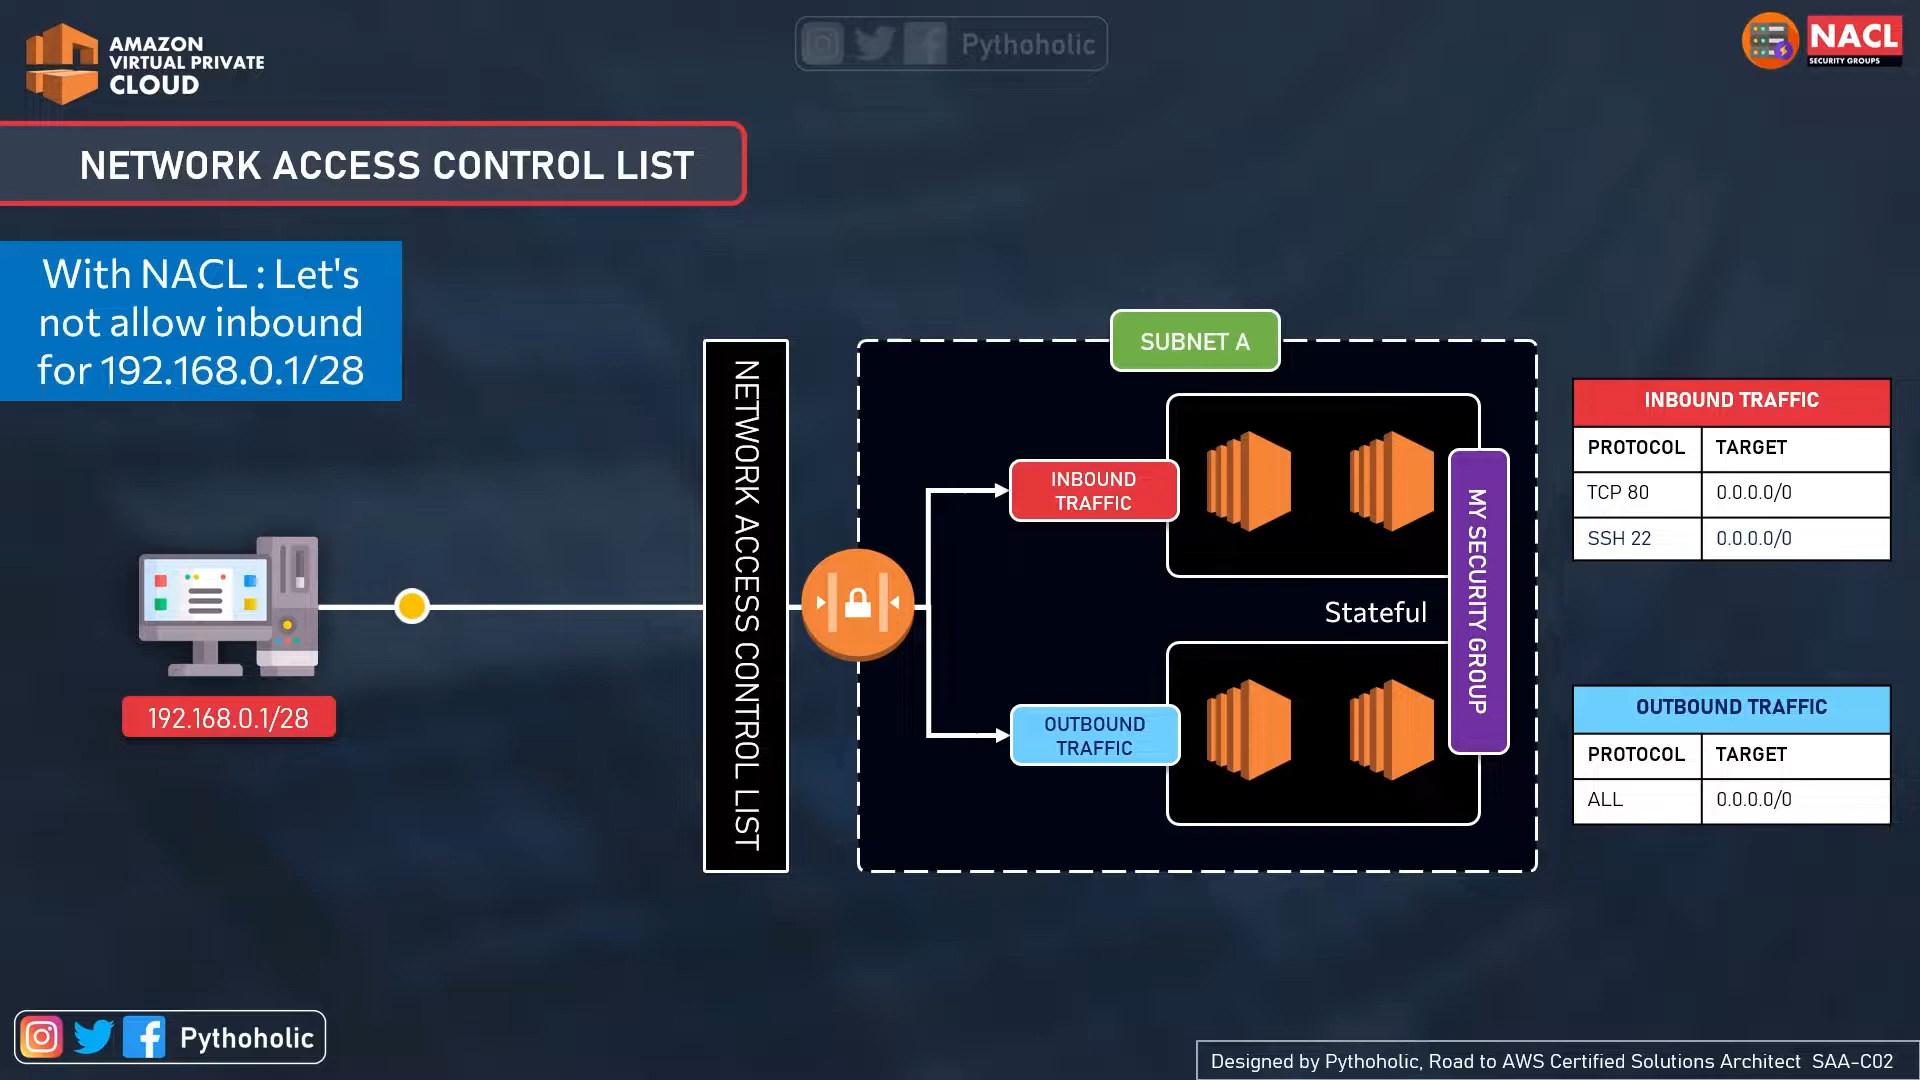 AMAZON
VIRTUAL PRIVATE
CLOUD
Pythoholic
NACL
SECURITY GROUPS
NETWORK ACCESS CONTROL LIST
With NACL : Let's
not allow inbound
for 192.168.0.1/28
192.168.0.1/28
NETWORK ACCESS CONTROL LIST
SUBNET A
INBOUND
TRAFFIC
Stateful
OUTBOUND
TRAFFIC
MY SECURITY GROUP
INBOUND TRAFFIC
PROTOCOL TARGET
TCP 80 0.0.0.0/0
SSH 22 0.0.0.0/0
OUTBOUND TRAFFIC
PROTOCOL TARGET
ALL 0.0.0.0/0
Pythoholic
Designed by Pythoholic, Road to AWS Certified Solutions Architect SAA-C02